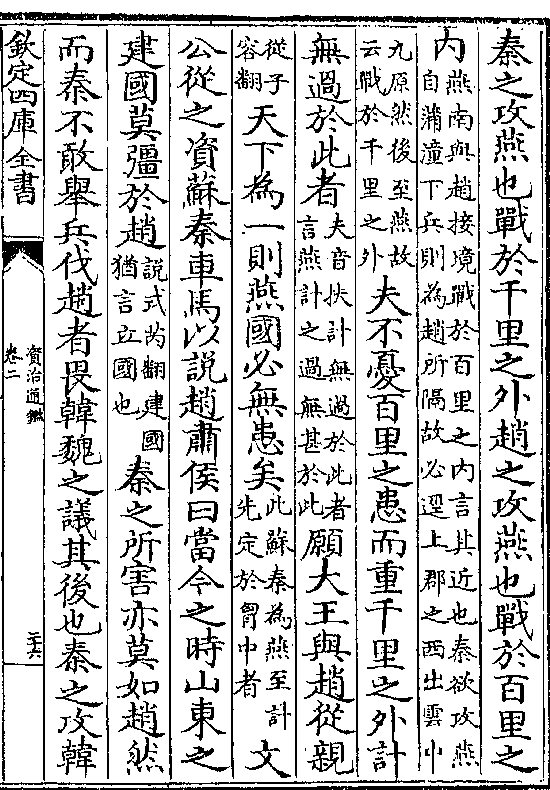 秦之攻燕也戰於千里之外趙之攻燕也戰於百里之
內燕南與趙接境戰於百里之内言其近也秦欲攻燕
自蒲潼下兵則為趙所隔故必逕上郡之西出雲中
九原然後至燕故
云戰於千里之外夫不憂百里之患而重千里之外計
無過於此者夫音扶計無過於此者
言燕計之過無甚於此願大王與趙從親
從子
容翻天下為一則燕國必無患矣此蘇秦為燕至計
先定於胷中者文
公從之資蘇秦車馬以說趙肅侯曰當今之時山東之
建國莫彊於趙說式芮翻建國
猶言立國也秦之所害亦莫如趙然
而秦不敢舉兵伐趙者畏韓魏之議其後也秦之攻韓
欽定四庫全書
資治通鑑
卷二
二十六